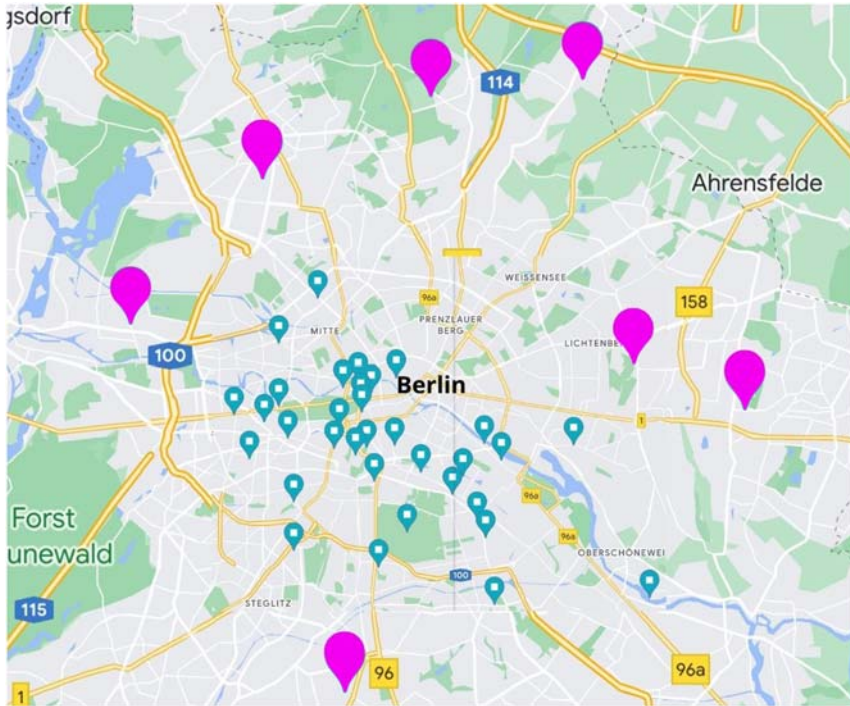 gsdorf
114
Ahrensfelde
WEISSENSEE
96a
158
PRENZLAUER
BERG
MITTE
LICHTENBE
100
Berlin
1
96a
Forst
unewald
96a
OBERSCHÖNEWEI
100
STEGLITZ
115
96
96a
1